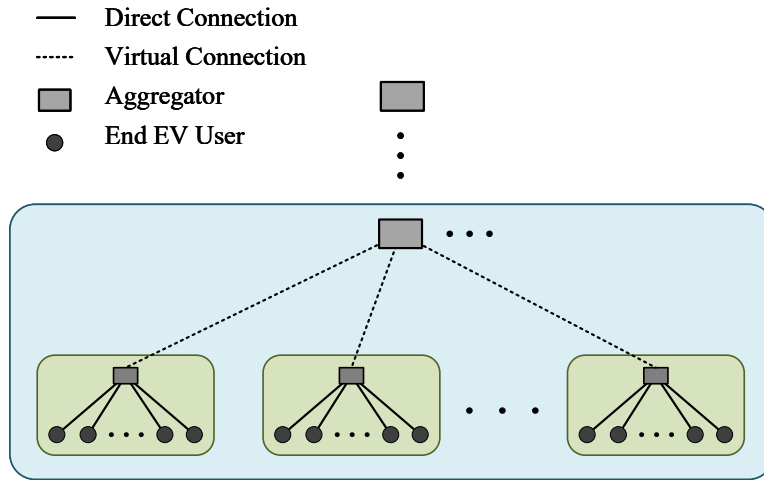 Direct Connection
Virtual Connection
Aggregator
End EV User